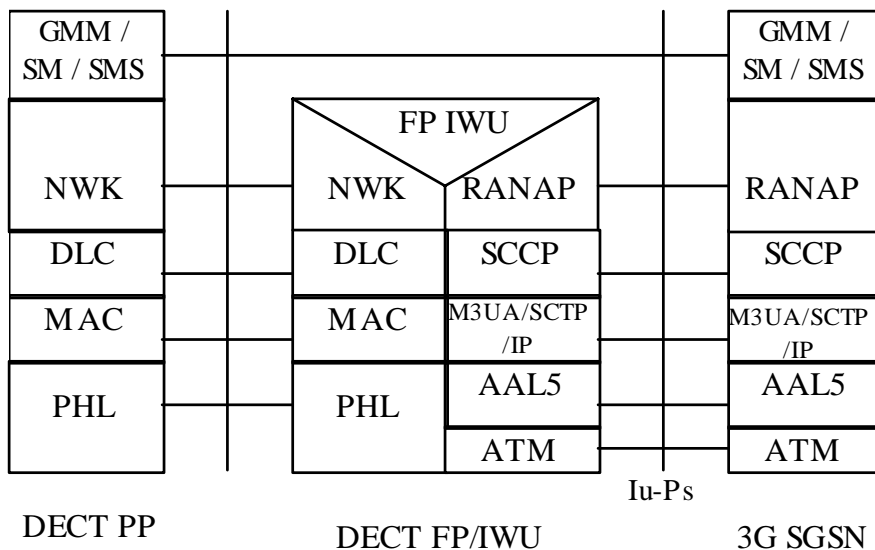 GMM /
SM / SMS
NWK
DLC
MAC
PHL
DECT PP
FP IWU
NWK
RANAP
DLC
SCCP
MAC
M3UA/SCTP
/IP
PHL
AAL5
ATM
DECT FP/IWU
Iu-Ps
GMM /
SM / SMS
RANAP
SCCP
M3UA/SCTP
/IP
AAL5
ATM
3G SGSN